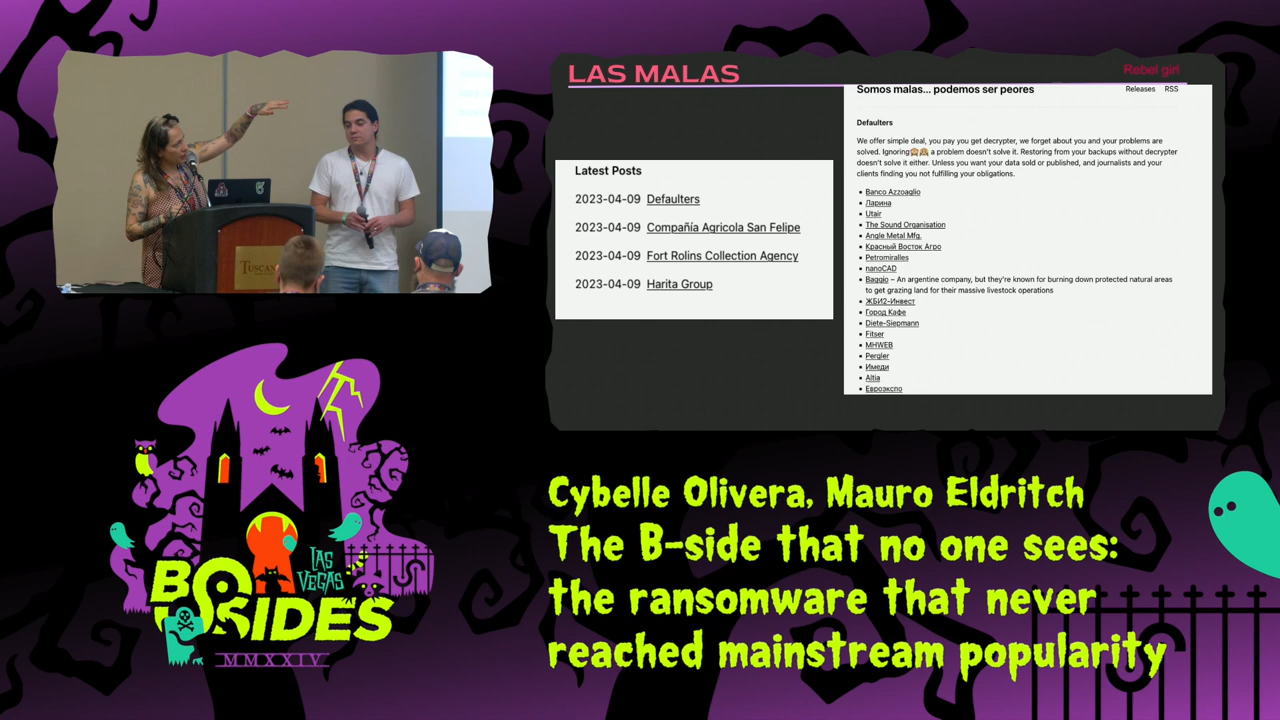 LAS MALAS
Rebel girl
Somos malas... podemos ser peores
Releases RSS
Latest Posts
2023-04-09 Defaulters
2023-04-09 Compañía Agricola San Felipe
2023-04-09 Fort Rolins Collection Agency
2023-04-09 Harita Group
Defaulters
We offer simple deal, you pay you get decrypter, we forget about you and your problems are
solved. Ignoring🙈🙈 a problem doesn't solve it. Restoring from your backups without decrypter
doesn't solve it either. Unless you want your data sold or published, and journalists and your
clients finding you not fulfilling your obligations.
▪ Banco Azzoaglio
▪ Ларина
▪ Utair
▪ The Sound Organisation
▪ Angle Metal Mfg.
▪ Красный Восток Агро
▪ Petromiralles
▪ nanoCAD
▪ Baggio – An argentine company, but they're known for burning down protected natural areas
to get grazing land for their massive livestock operations
▪ ЖБИ2-Инвест
▪ Город Кафе
▪ Diete-Siepmann
▪ Fitser
▪ MHWEB
▪ Pergler
▪ Имеди
▪ Altia
▪ Евроэкспо
TUSCAN
LAS
VEGAS
BSIDES
MMXXIV
Cybelle Olivera, Mauro Eldritch
The B-side that no one sees:
the ransomware that never
reached mainstream popularity